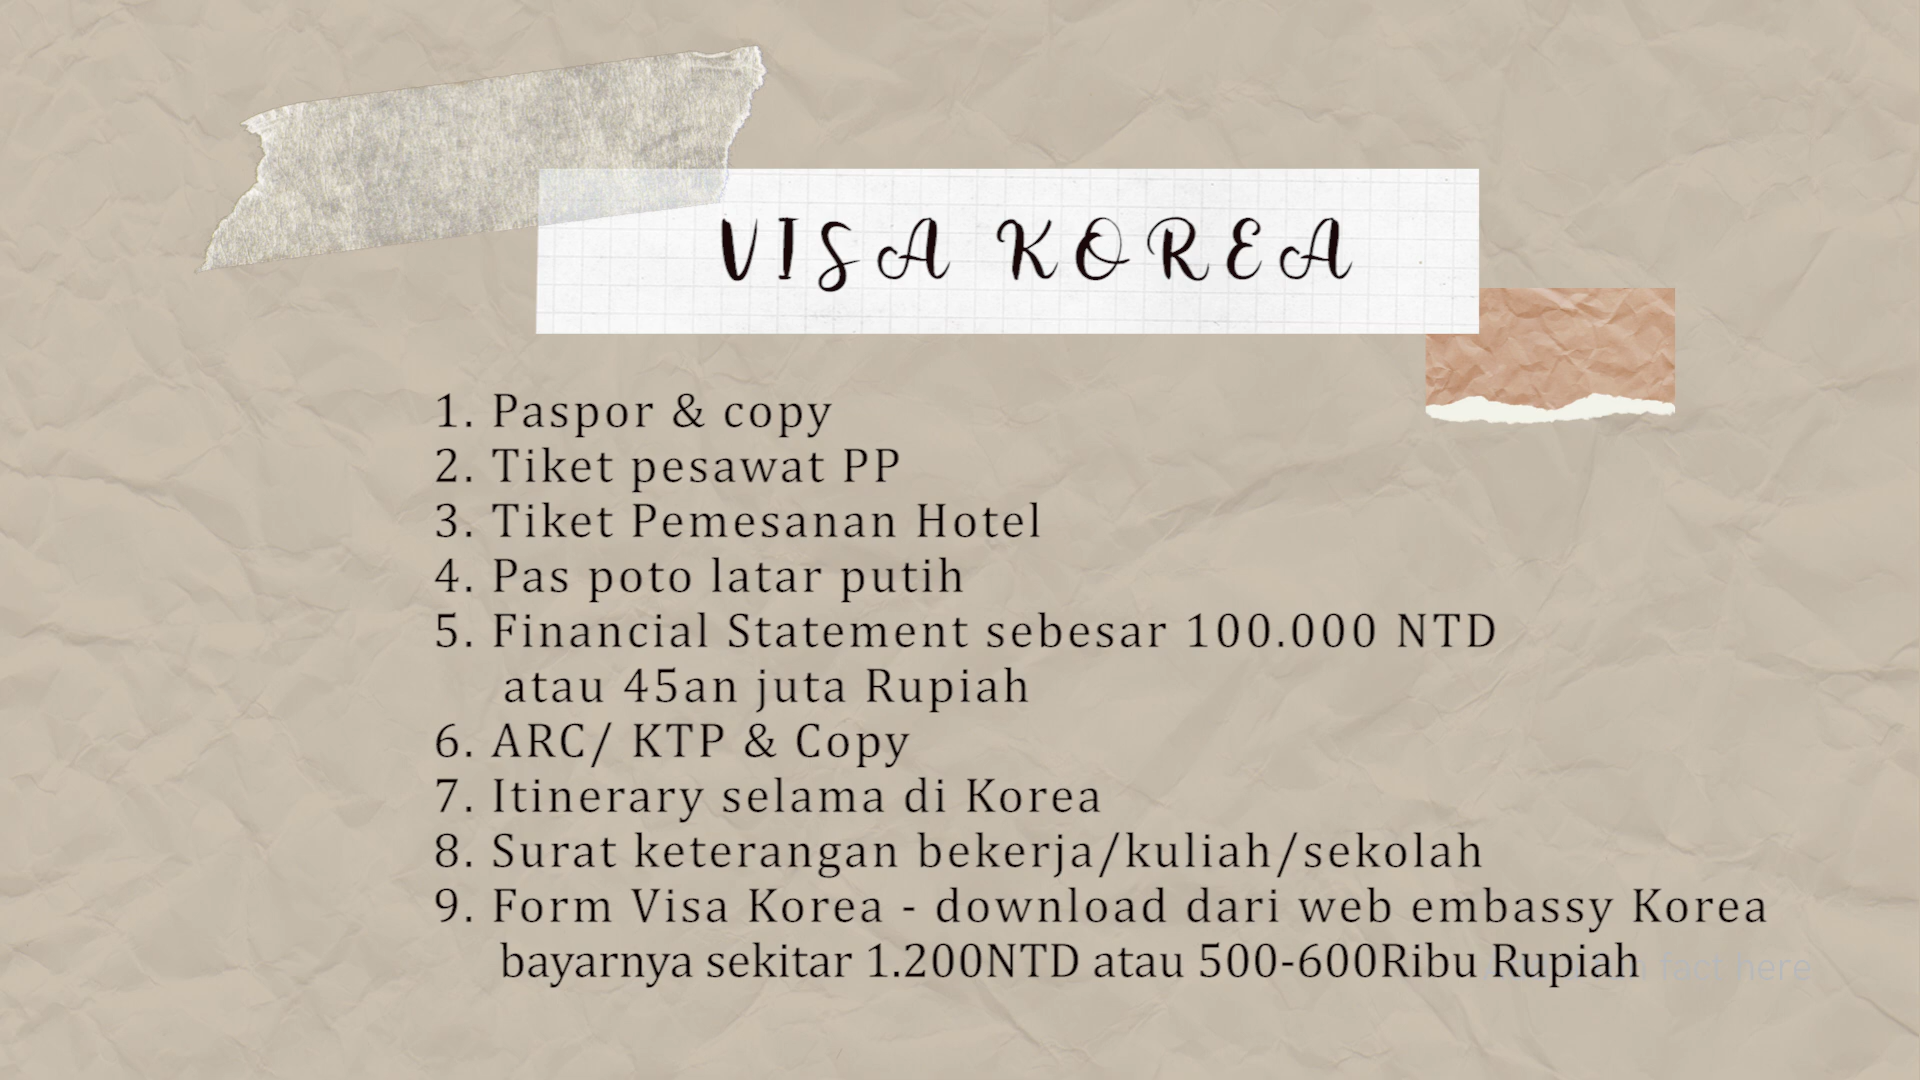 VISA KOREA
1. Paspor & copy
2. Tiket pesawat PP
3. Tiket Pemesanan Hotel
4. Pas poto latar putih
5. Financial Statement sebesar 100.000 NTD
atau 45an juta Rupiah
6. ARC/ KTP & Copy
7. Itinerary selama di Korea
8. Surat keterangan bekerja/kuliah/sekolah
9. Form Visa Korea - download dari web embassy Korea
bayarnya sekitar 1.200NTD atau 500-600Ribu Rupiah
fact here